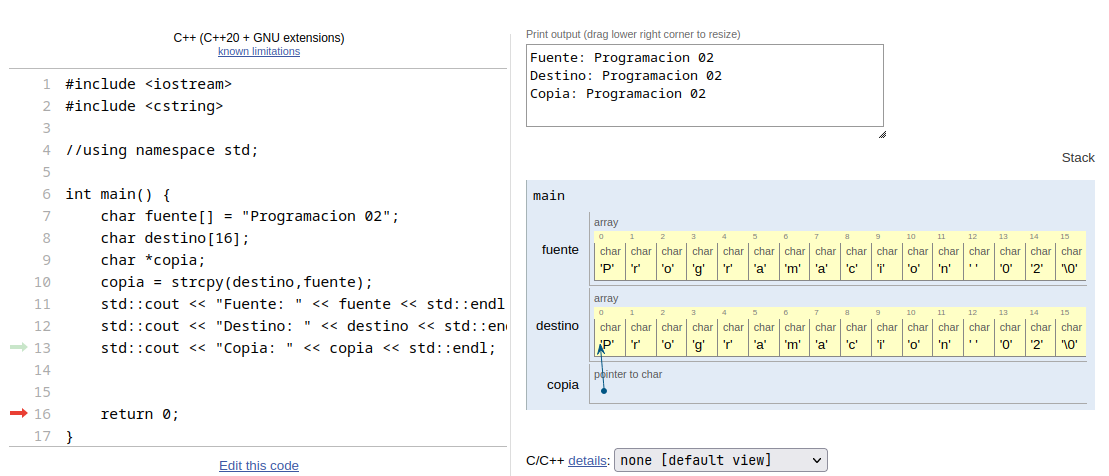 C++ (C++20 + GNU extensions)
known limitations
1 #include <iostream>
2 #include <cstring>
3
4 //using namespace std;
5
6 int main() {
7     char fuente[] = "Programacion 02";
8     char destino[16];
9     char *copia;
10     copia = strcpy(destino,fuente);
11     std::cout << "Fuente: " << fuente << std::endl
12     std::cout << "Destino: " << destino << std::en
13     std::cout << "Copia: " << copia << std::endl;
14
15
16     return 0;
17 }
Edit this code
Print output (drag lower right corner to resize)
Fuente: Programacion 02
Destino: Programacion 02
Copia: Programacion 02
Stack
main
array
0 1 2 3 4 5 6 7 8 9 10 11 12 13 14 15
fuente char char char char char char char char char char char char char char char char
'P' 'r' 'o' 'g' 'r' 'a' 'm' 'a' 'c' 'i' 'o' 'n' ' ' '0' '2' '\0'
array
0 1 2 3 4 5 6 7 8 9 10 11 12 13 14 15
destino char char char char char char char char char char char char char char char char
'P' 'r' 'o' 'g' 'r' 'a' 'm' 'a' 'c' 'i' 'o' 'n' ' ' '0' '2' '\0'
copia pointer to char
C/C++ details: none [default view]